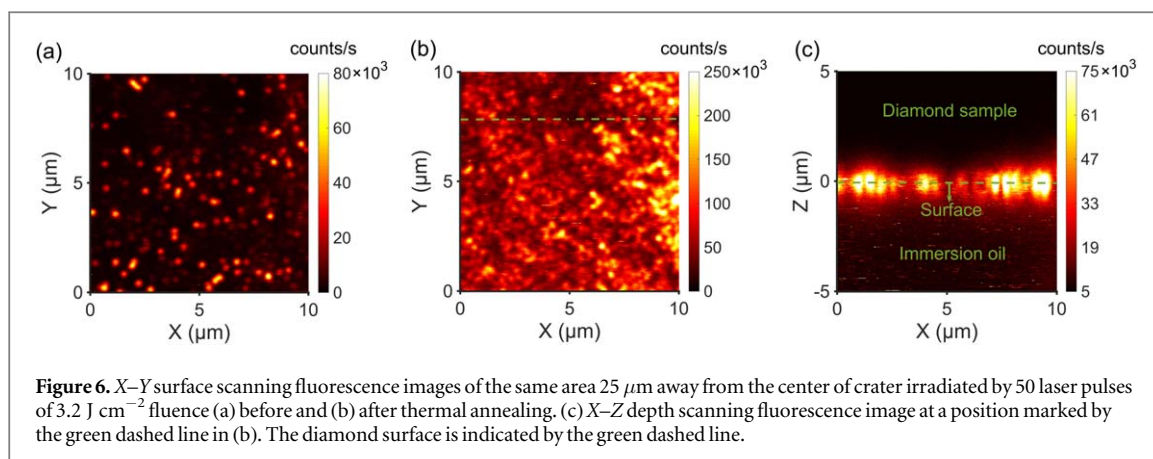 (a)
counts/s
80×10³
60
40
20
0
10
5
0
Y (μm)
0
5
10
X (μm)
(b)
counts/s
250×10³
200
150
100
50
0
10
5
0
Y (μm)
0
5
10
X (μm)
(c)
counts/s
75×10³
61
47
33
19
5
5
0
-5
Z (μm)
Diamond sample
Surface
Immersion oil
0
5
10
X (μm)
Figure 6. X–Y surface scanning fluorescence images of the same area 25 μm away from the center of crater irradiated by 50 laser pulses
of 3.2 J cm⁻² fluence (a) before and (b) after thermal annealing. (c) X–Z depth scanning fluorescence image at a position marked by
the green dashed line in (b). The diamond surface is indicated by the green dashed line.